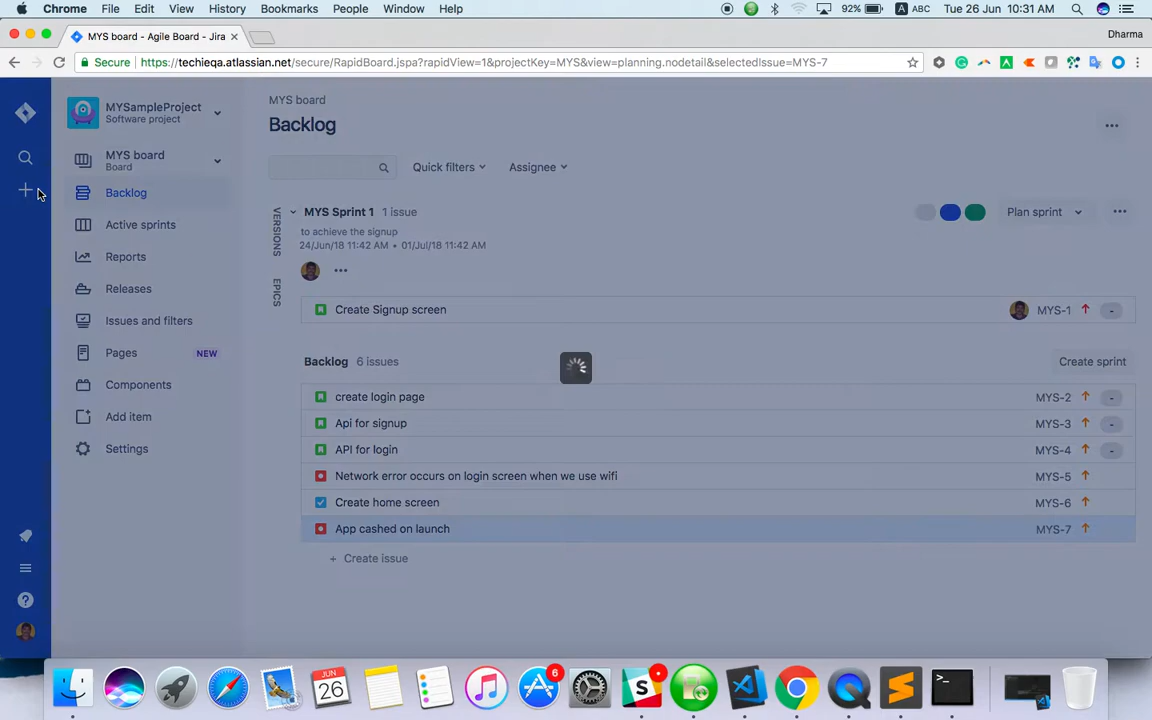 Chrome File Edit View History Bookmarks People Window Help 92% A ABC Tue 26 Jun 10:31 AM
MYS board - Agile Board - Jira Dharma
Secure https://techieqa.atlassian.net/secure/RapidBoard.jspa?rapidView=1&projectKey=MYS&view=planning.nodetail&selectedIssue=MYS-7
MYSampleProject
Software project
MYS board
Board
Backlog
Active sprints
Reports
Releases
Issues and filters
Pages NEW
Components
Add item
Settings
MYS board
Backlog
Quick filters Assignee
VERSIONS
EPICS
MYS Sprint 1 1 issue Plan sprint
to achieve the signup
24/Jun/18 11:42 AM • 01/Jul/18 11:42 AM
Create Signup screen MYS-1 -
Backlog 6 issues Create sprint
create login page MYS-2 -
Api for signup MYS-3 -
API for login MYS-4 -
Network error occurs on login screen when we use wifi MYS-5
Create home screen MYS-6
App cashed on launch MYS-7
+ Create issue
JUN
26
6